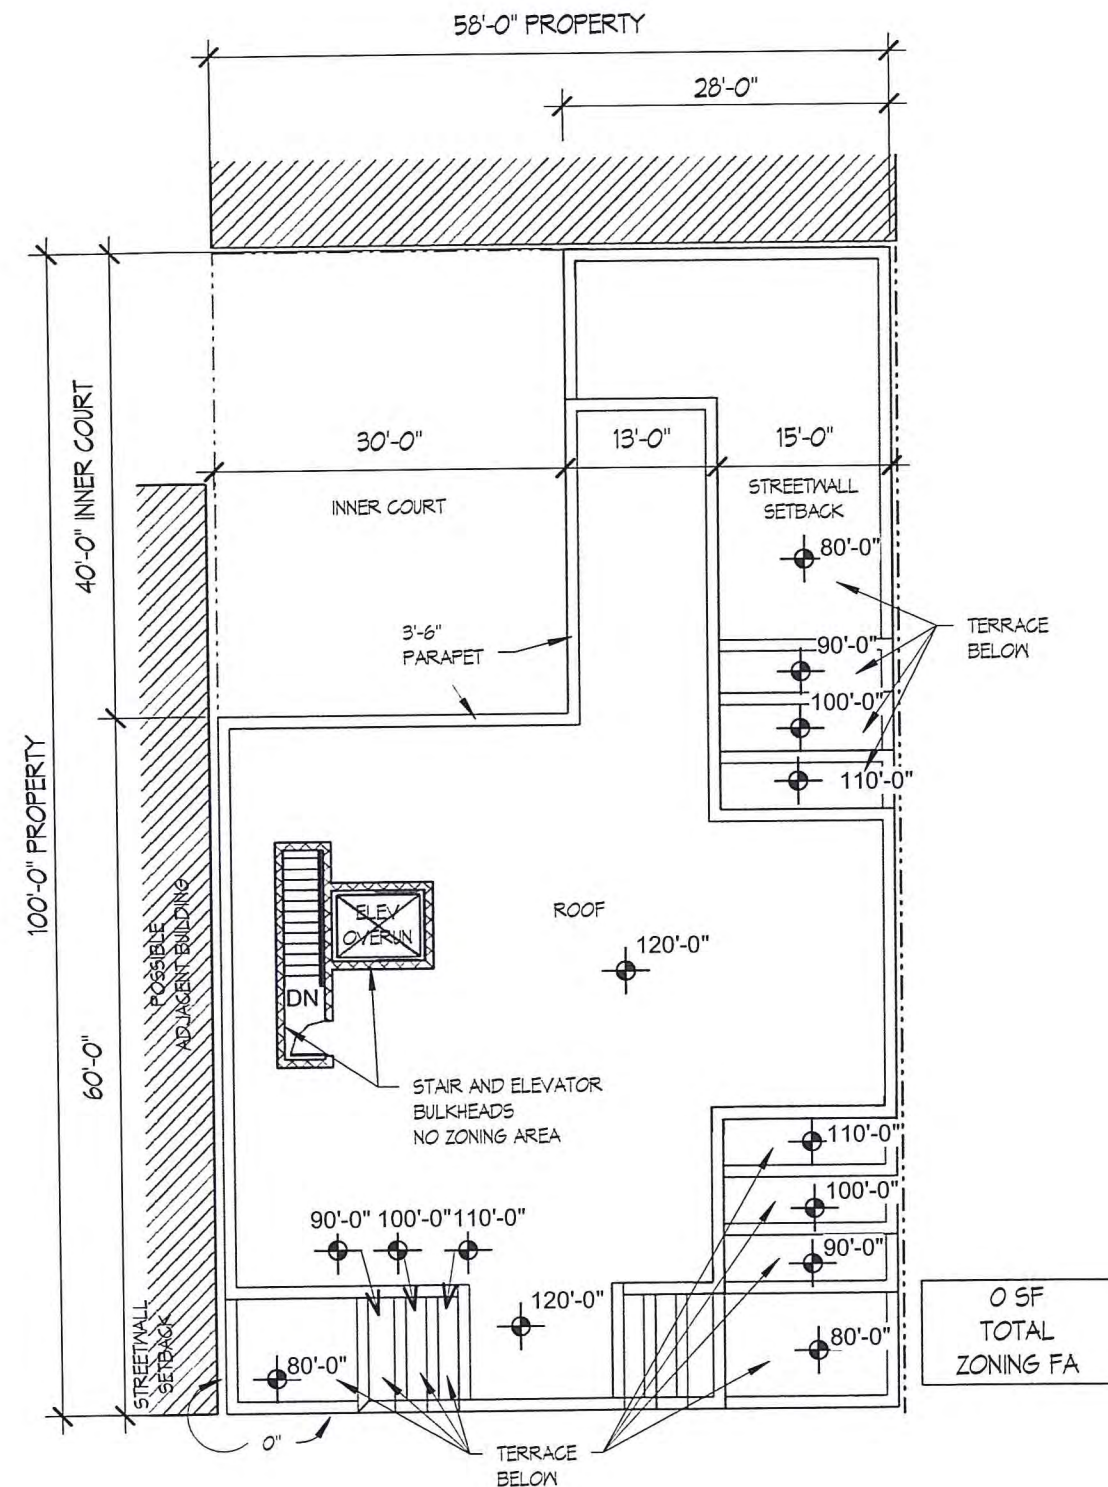 58'-0" PROPERTY
28'-0"
100'-0" PROPERTY
40'-0" INNER COURT
60'-0"
30'-0"
13'-0"
15'-0"
INNER COURT
STREETWALL
SETBACK
80'-0"
3'-6"
PARAPET
TERRACE
BELOW
90'-0"
100'-0"
110'-0"
POSSIBLE
ADJACENT BUILDING
ELEV
OVERUN
DN
ROOF
120'-0"
STAIR AND ELEVATOR
BULKHEADS
NO ZONING AREA
110'-0"
100'-0"
90'-0"
90'-0" 100'-0" 110'-0"
120'-0"
80'-0"
80'-0"
STREETWALL
SETBACK
0"
TERRACE
BELOW
0 SF
TOTAL
ZONING FA